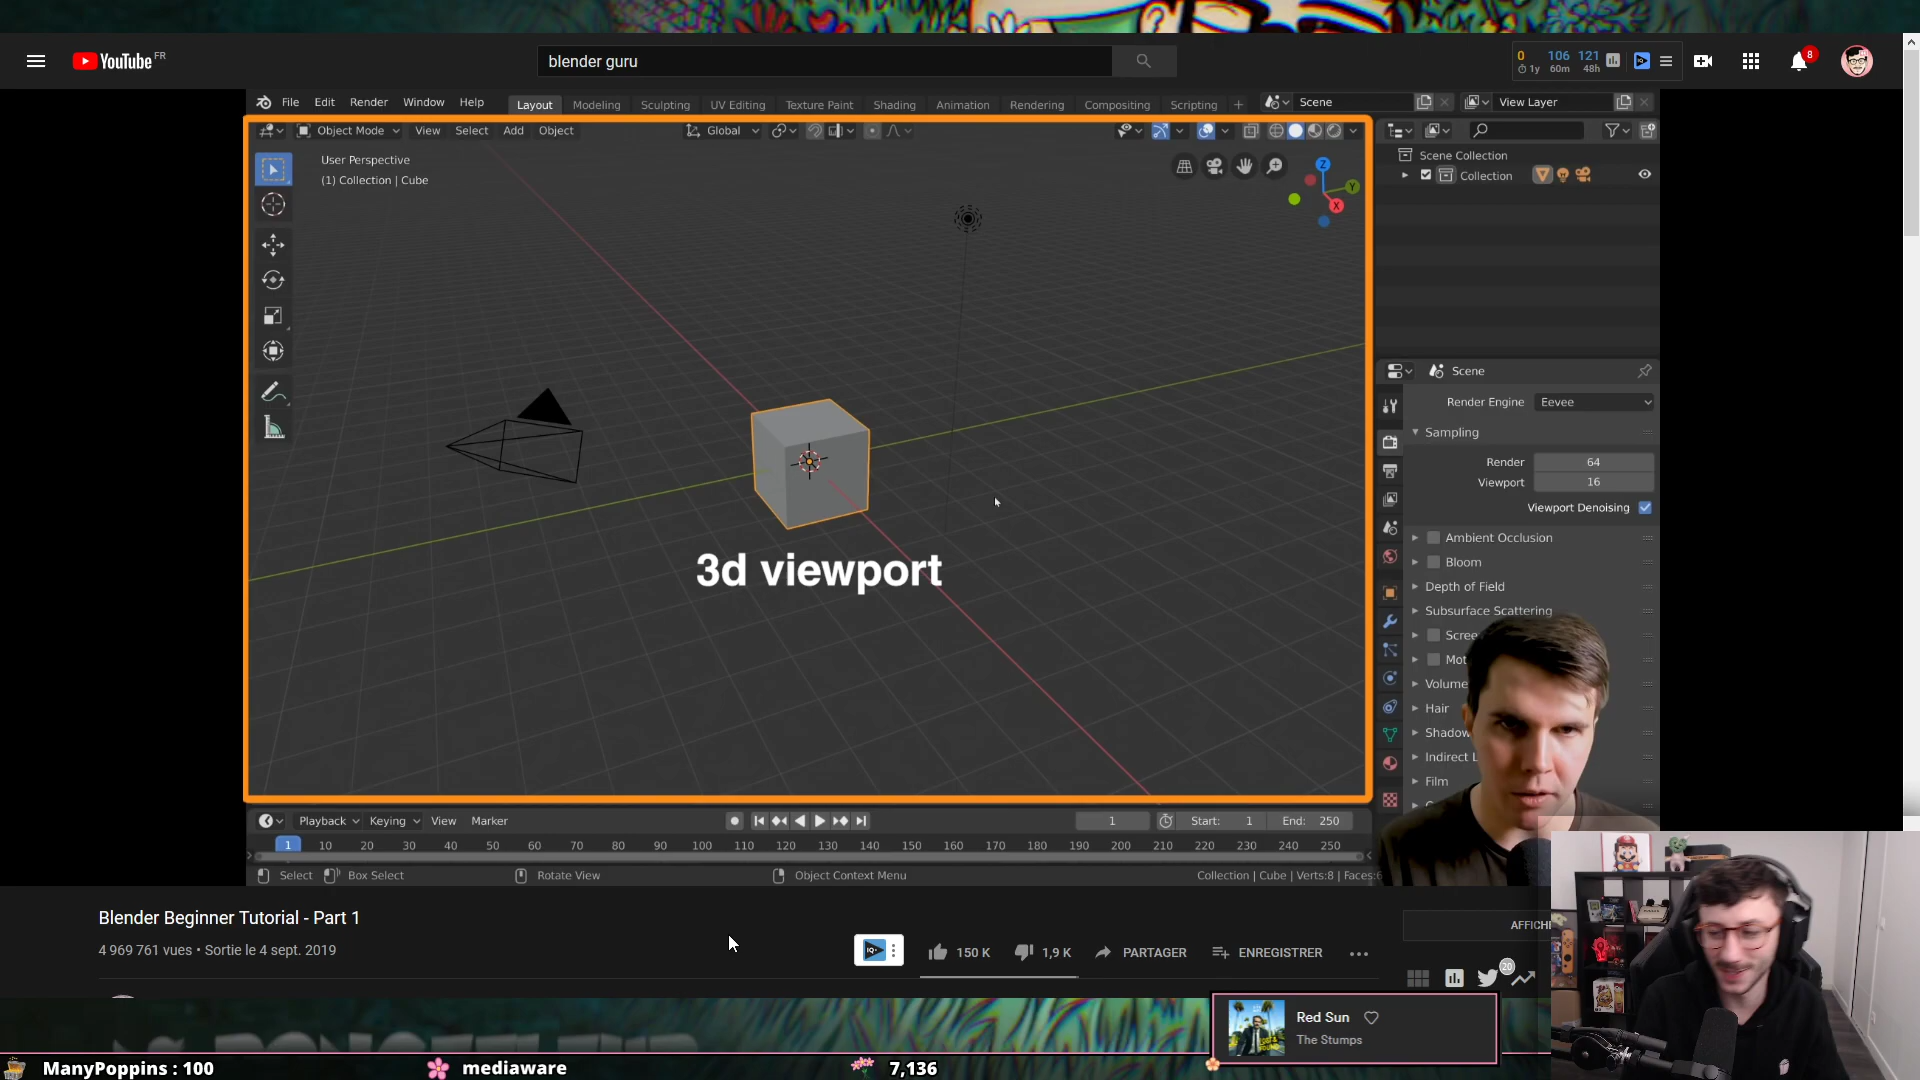 YouTube FR
blender guru
0 106 121
1y 60m 48h
8
File Edit Render Window Help
Layout Modeling Sculpting UV Editing Texture Paint Shading Animation Rendering Compositing Scripting +
Scene
View Layer
Object Mode View Select Add Object
Global
User Perspective
(1) Collection | Cube
Z
Y
X
Scene Collection
Collection
Scene
Render Engine Eevee
Sampling
Render 64
Viewport 16
Viewport Denoising
Ambient Occlusion
Bloom
Depth of Field
Subsurface Scattering
Scree
Mot
Volume
Hair
Shadow
Indirect L
Film
3d viewport
Playback Keying View Marker
1
Start: 1
End: 250
1 10 20 30 40 50 60 70 80 90 100 110 120 130 140 150 160 170 180 190 200 210 220 230 240 250
Select Box Select Rotate View Object Context Menu
Collection | Cube | Verts:8 | Faces:6
Blender Beginner Tutorial - Part 1
4 969 761 vues • Sortie le 4 sept. 2019
150 K 1,9 K PARTAGER ENREGISTRER
AFFICHE
20
Red Sun
The Stumps
ManyPoppins : 100
mediaware
7,136